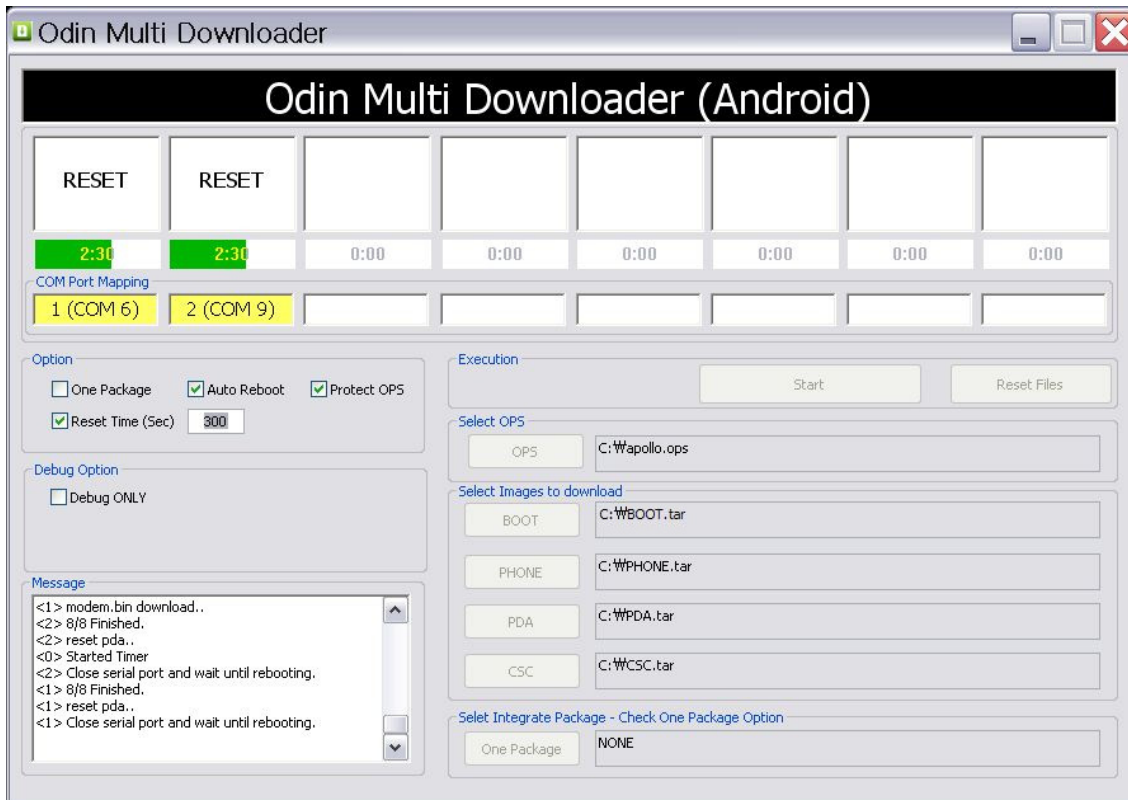 Odin Multi Downloader
Odin Multi Downloader (Android)
RESET RESET
2:30 2:30 0:00 0:00 0:00 0:00 0:00 0:00
COM Port Mapping
1 (COM 6) 2 (COM 9)
Option
One Package Auto Reboot Protect OPS
Reset Time (Sec) 300
Debug Option
Debug ONLY
Message
<1> modem.bin download..
<2> 8/8 Finished.
<2> reset pda..
<0> Started Timer
<2> Close serial port and wait until rebooting.
<1> 8/8 Finished.
<1> reset pda..
<1> Close serial port and wait until rebooting.
Execution
Start Reset Files
Select OPS
OPS C:₩apollo.ops
Select Images to download
BOOT C:₩BOOT.tar
PHONE C:₩PHONE.tar
PDA C:₩PDA.tar
CSC C:₩CSC.tar
Selet Integrate Package - Check One Package Option
One Package NONE